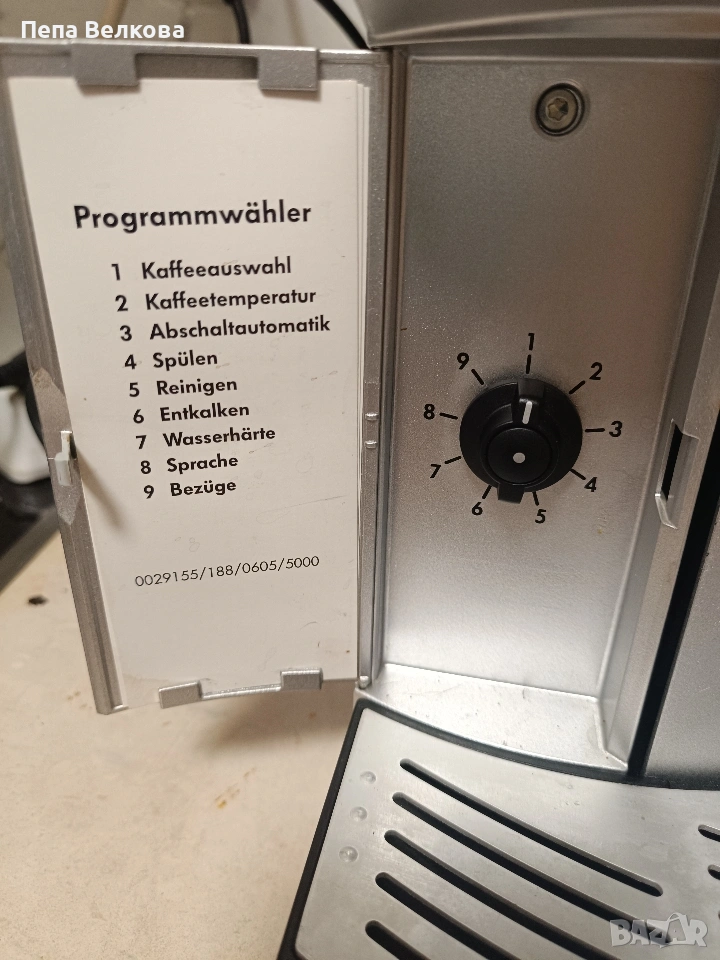 Пепа Велкова
Programmwähler
1 Kaffeeauswahl
2 Kaffeetemperatur
3 Abschaltautomatik
4 Spülen
5 Reinigen
6 Entkalken
7 Wasserhärte
8 Sprache
9 Bezüge
0029155/188/0605/5000
1
2
3
4
5
6
7
8
9
BAZAR